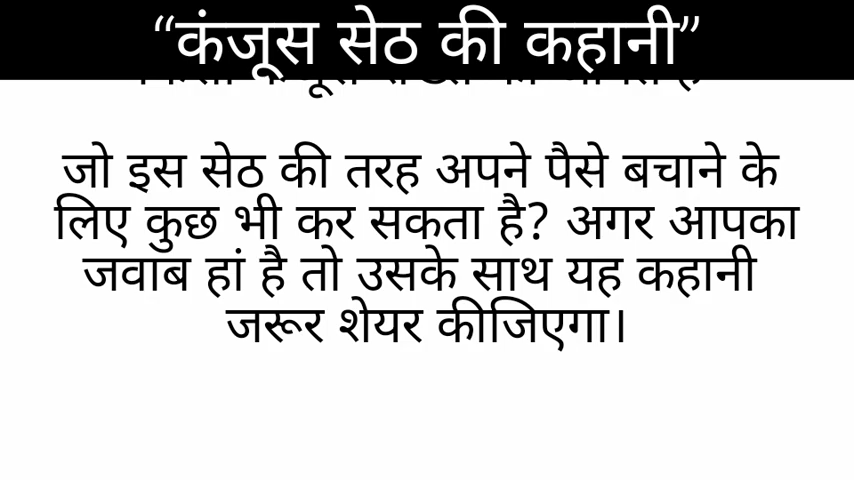 “कंजूस सेठ की कहानी”
जो इस सेठ की तरह अपने पैसे बचाने के
लिए कुछ भी कर सकता है? अगर आपका
जवाब हां है तो उसके साथ यह कहानी
जरूर शेयर कीजिएगा।